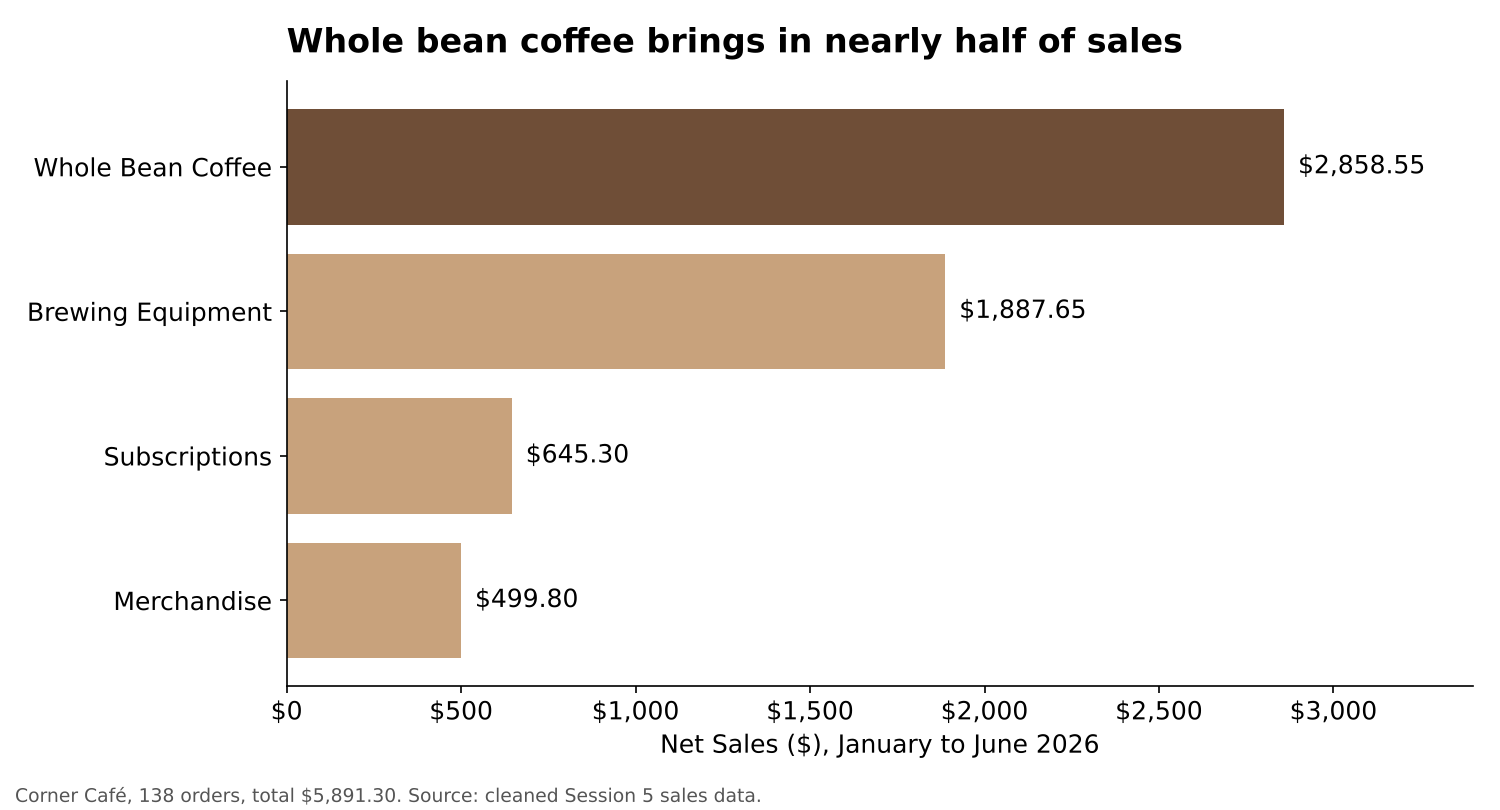 Whole bean coffee brings in nearly half of sales
Whole Bean Coffee
$2,858.55
Brewing Equipment
$1,887.65
Subscriptions
$645.30
Merchandise
$499.80
$0 $500 $1,000 $1,500 $2,000 $2,500 $3,000
Net Sales ($), January to June 2026
Corner Café, 138 orders, total $5,891.30. Source: cleaned Session 5 sales data.